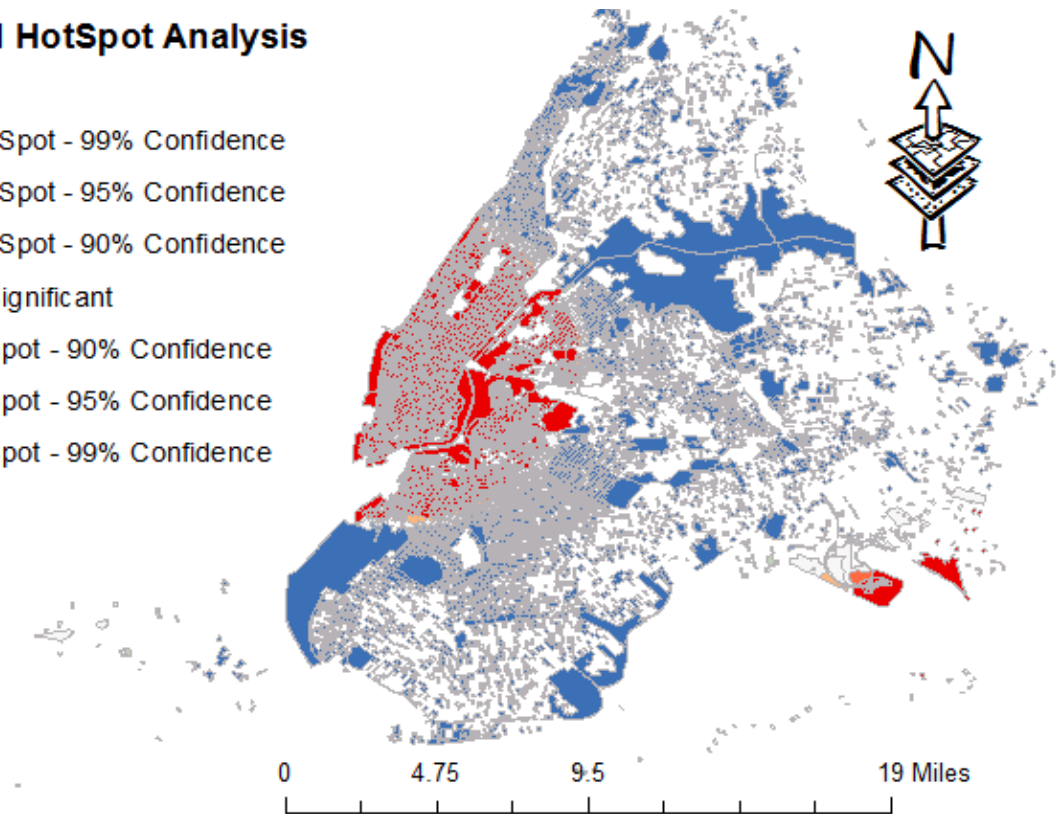 HotSpot Analysis
N
Spot - 99% Confidence
Spot - 95% Confidence
Spot - 90% Confidence
ignificant
pot - 90% Confidence
pot - 95% Confidence
pot - 99% Confidence
0 4.75 9.5 19 Miles